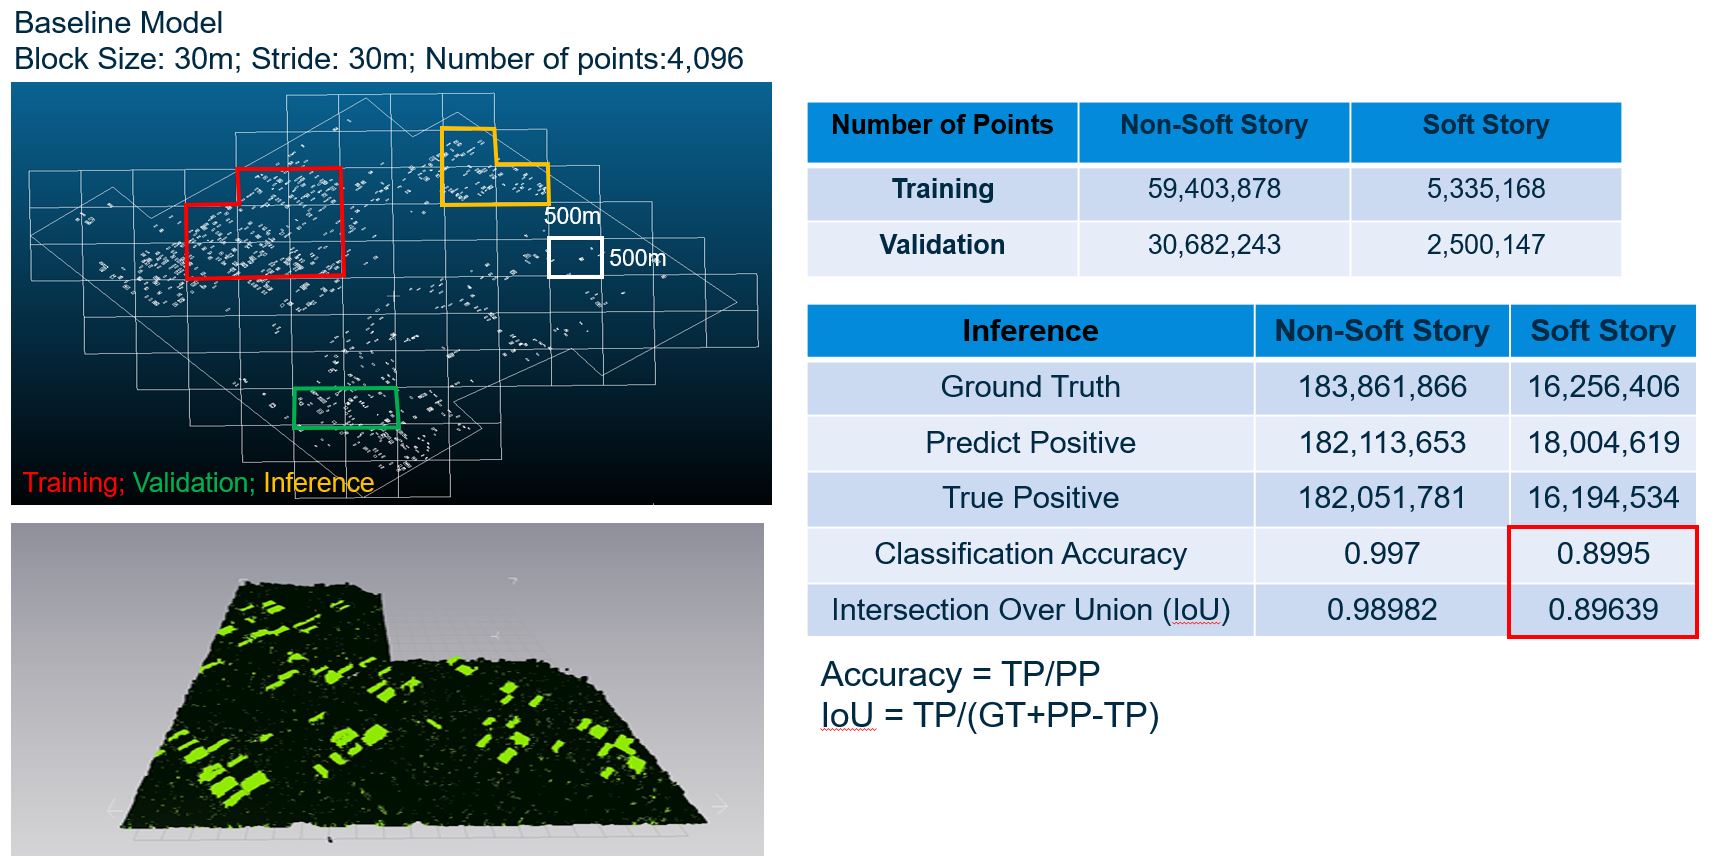 Baseline Model
Block Size: 30m; Stride: 30m; Number of points:4,096
500m
500m
Training; Validation; Inference
Number of Points Non-Soft Story Soft Story
Training 59,403,878 5,335,168
Validation 30,682,243 2,500,147
Inference Non-Soft Story Soft Story
Ground Truth 183,861,866 16,256,406
Predict Positive 182,113,653 18,004,619
True Positive 182,051,781 16,194,534
Classification Accuracy 0.997 0.8995
Intersection Over Union (IoU) 0.98982 0.89639
Accuracy = TP/PP
IoU = TP/(GT+PP-TP)